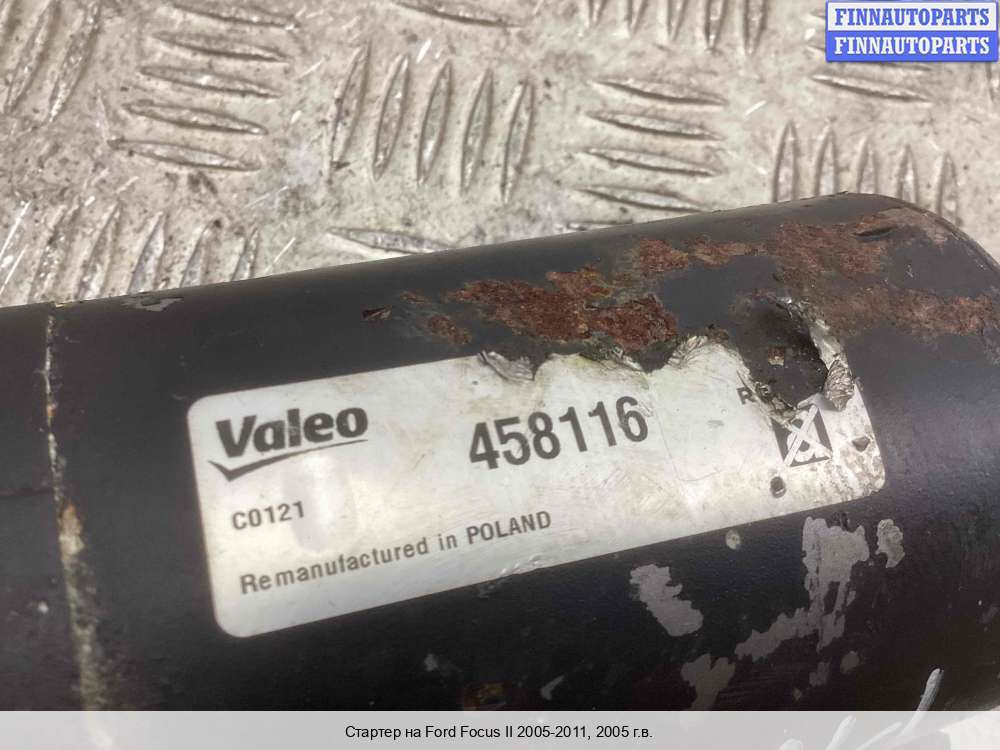 FINNAUTOPARTS
FINNAUTOPARTS
Valeo
458116
C0121
Remanufactured in POLAND
Стартер на Ford Focus II 2005-2011, 2005 г.в.